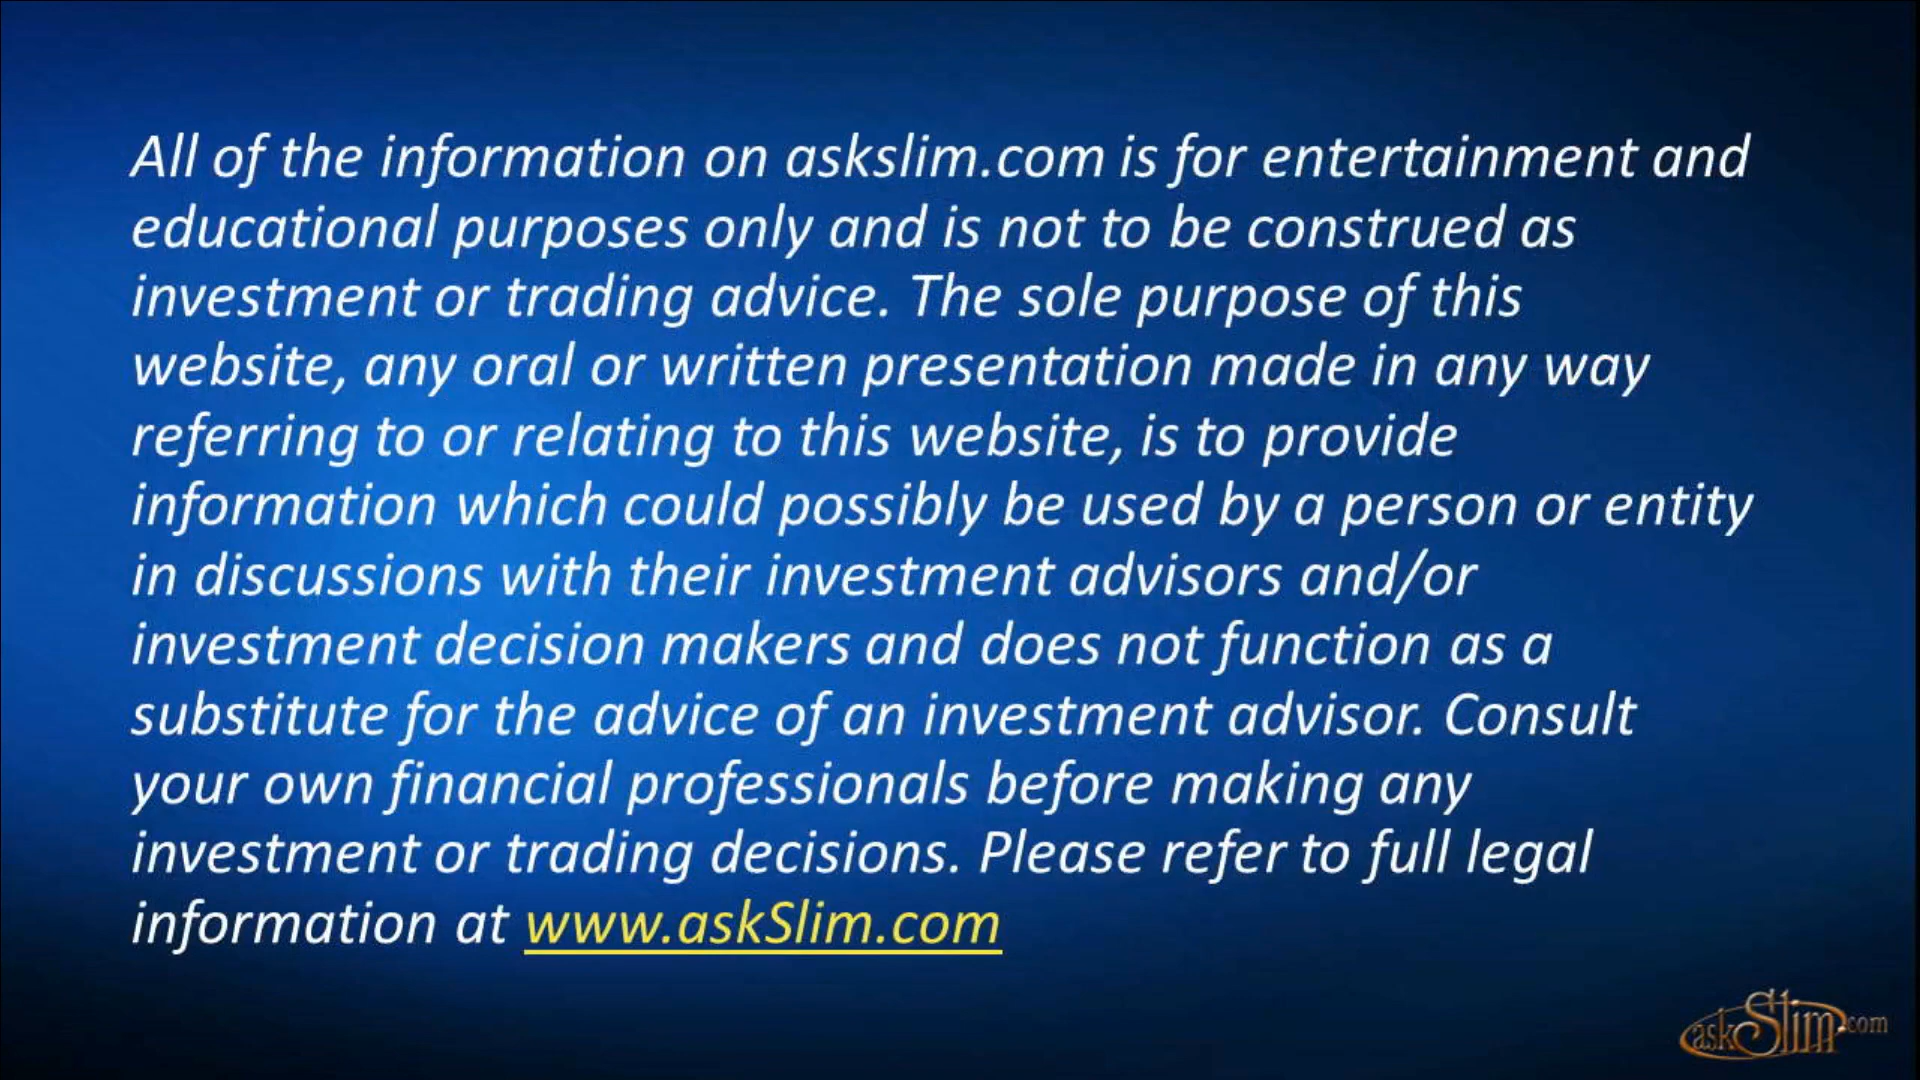 All of the information on askslim.com is for entertainment and
educational purposes only and is not to be construed as
investment or trading advice. The sole purpose of this
website, any oral or written presentation made in any way
referring to or relating to this website, is to provide
information which could possibly be used by a person or entity
in discussions with their investment advisors and/or
investment decision makers and does not function as a
substitute for the advice of an investment advisor. Consult
your own financial professionals before making any
investment or trading decisions. Please refer to full legal
information at www.askSlim.com
askSlim.com